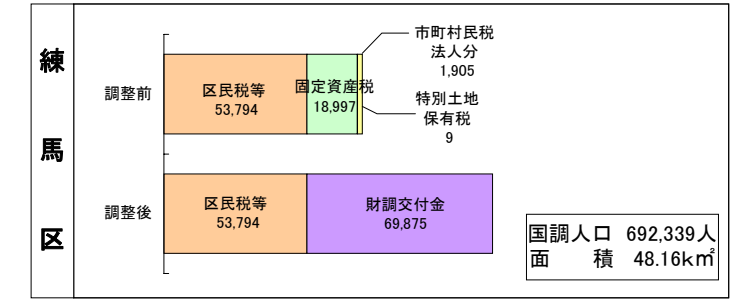 練馬区
調整前
区民税等
53,794
固定資産税
18,997
市町村民税
法人分
1,905
特別土地
保有税
9
調整後
区民税等
53,794
財調交付金
69,875
国調人口 692,339人
面　　積 48.16k㎡